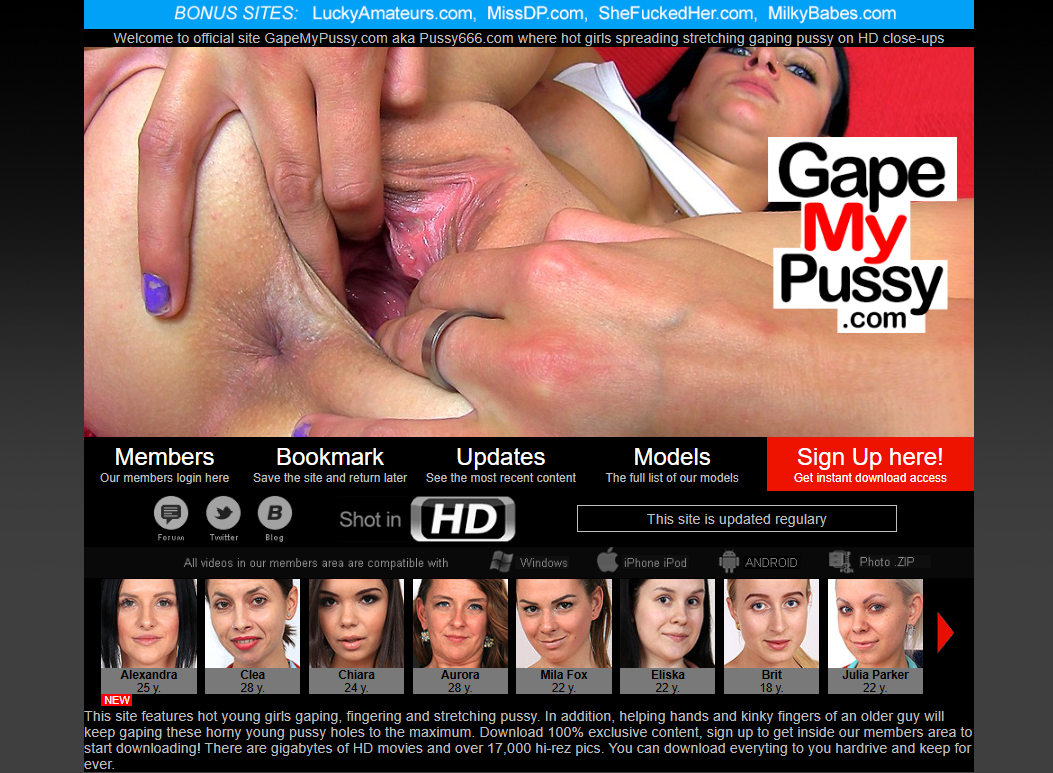 BONUS SITES: LuckyAmateurs.com, MissDP.com, SheFuckedHer.com, MilkyBabes.com
Welcome to official site GapeMyPussy.com aka Pussy666.com where hot girls spreading stretching gaping pussy on HD close-ups
Gape
My
Pussy
.com
Members Bookmark Updates Models Sign Up here!
Our members login here Save the site and return later See the most recent content The full list of our models Get instant download access
Shot in HD This site is updated regulary
Forum Twitter Blog
All videos in our members area are compatible with Windows iPhone iPod ANDROID Photo .ZIP
Alexandra Clea Chiara Aurora Mila Fox Eliska Brit Julia Parker
25 y. 28 y. 24 y. 28 y. 22 y. 22 y. 18 y. 22 y.
NEW
This site features hot young girls gaping, fingering and stretching pussy. In addition, helping hands and kinky fingers of an older guy will
keep gaping these horny young pussy holes to the maximum. Download 100% exclusive content, sign up to get inside our members area to
start downloading! There are gigabytes of HD movies and over 17,000 hi-rez pics. You can download everyting to you hardrive and keep for
ever.